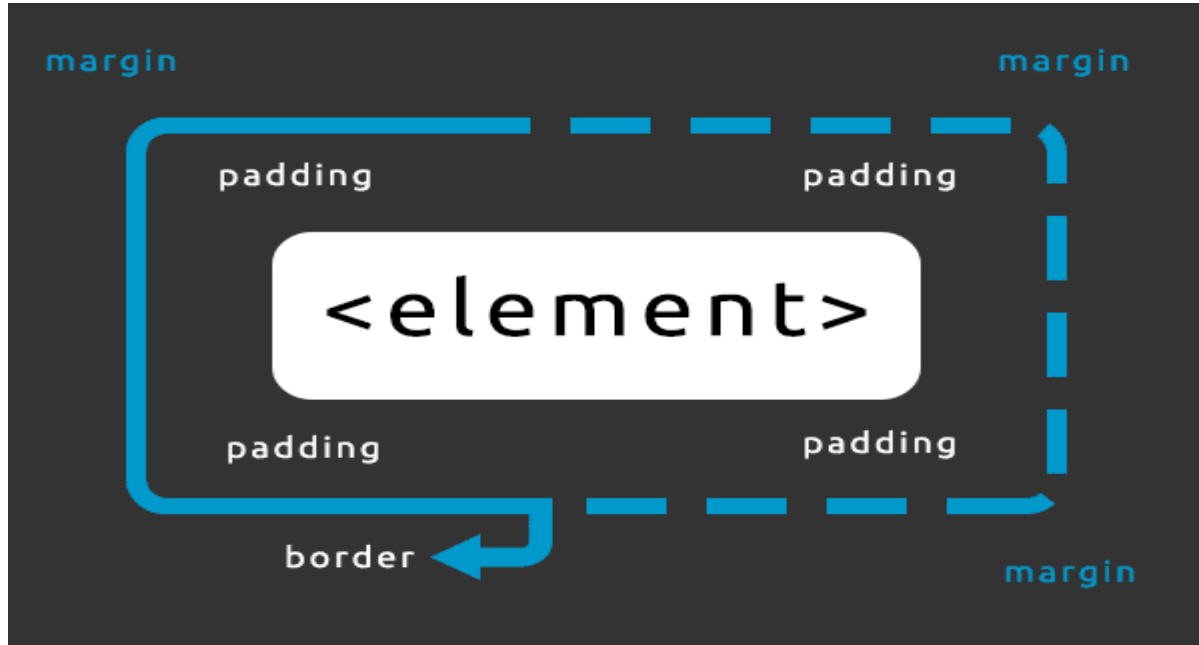 margin margin
padding padding
<element>
padding padding
border
margin